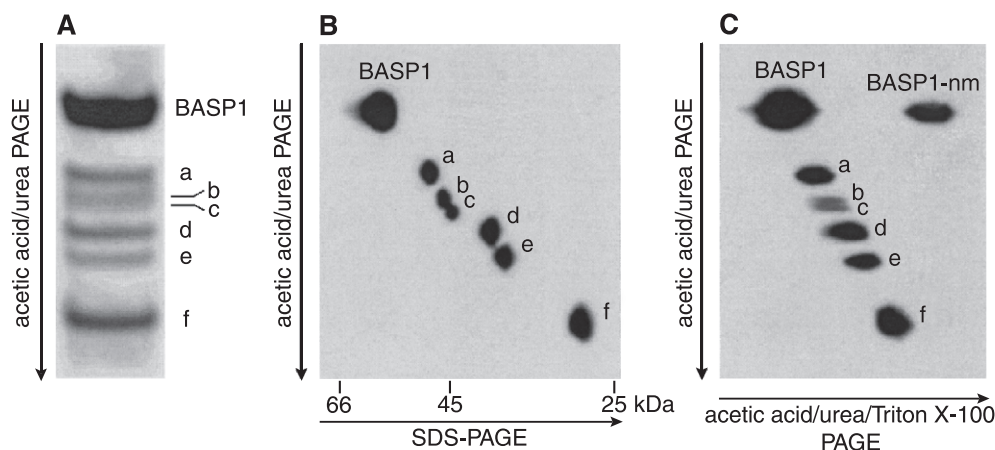 A
acetic acid/urea PAGE
BASP1
a
b
c
d
e
f
B
acetic acid/urea PAGE
BASP1
a
b
c
d
e
f
66 45 25 kDa
SDS-PAGE
C
acetic acid/urea PAGE
BASP1
BASP1-nm
a
b
c
d
e
f
acetic acid/urea/Triton X-100
PAGE